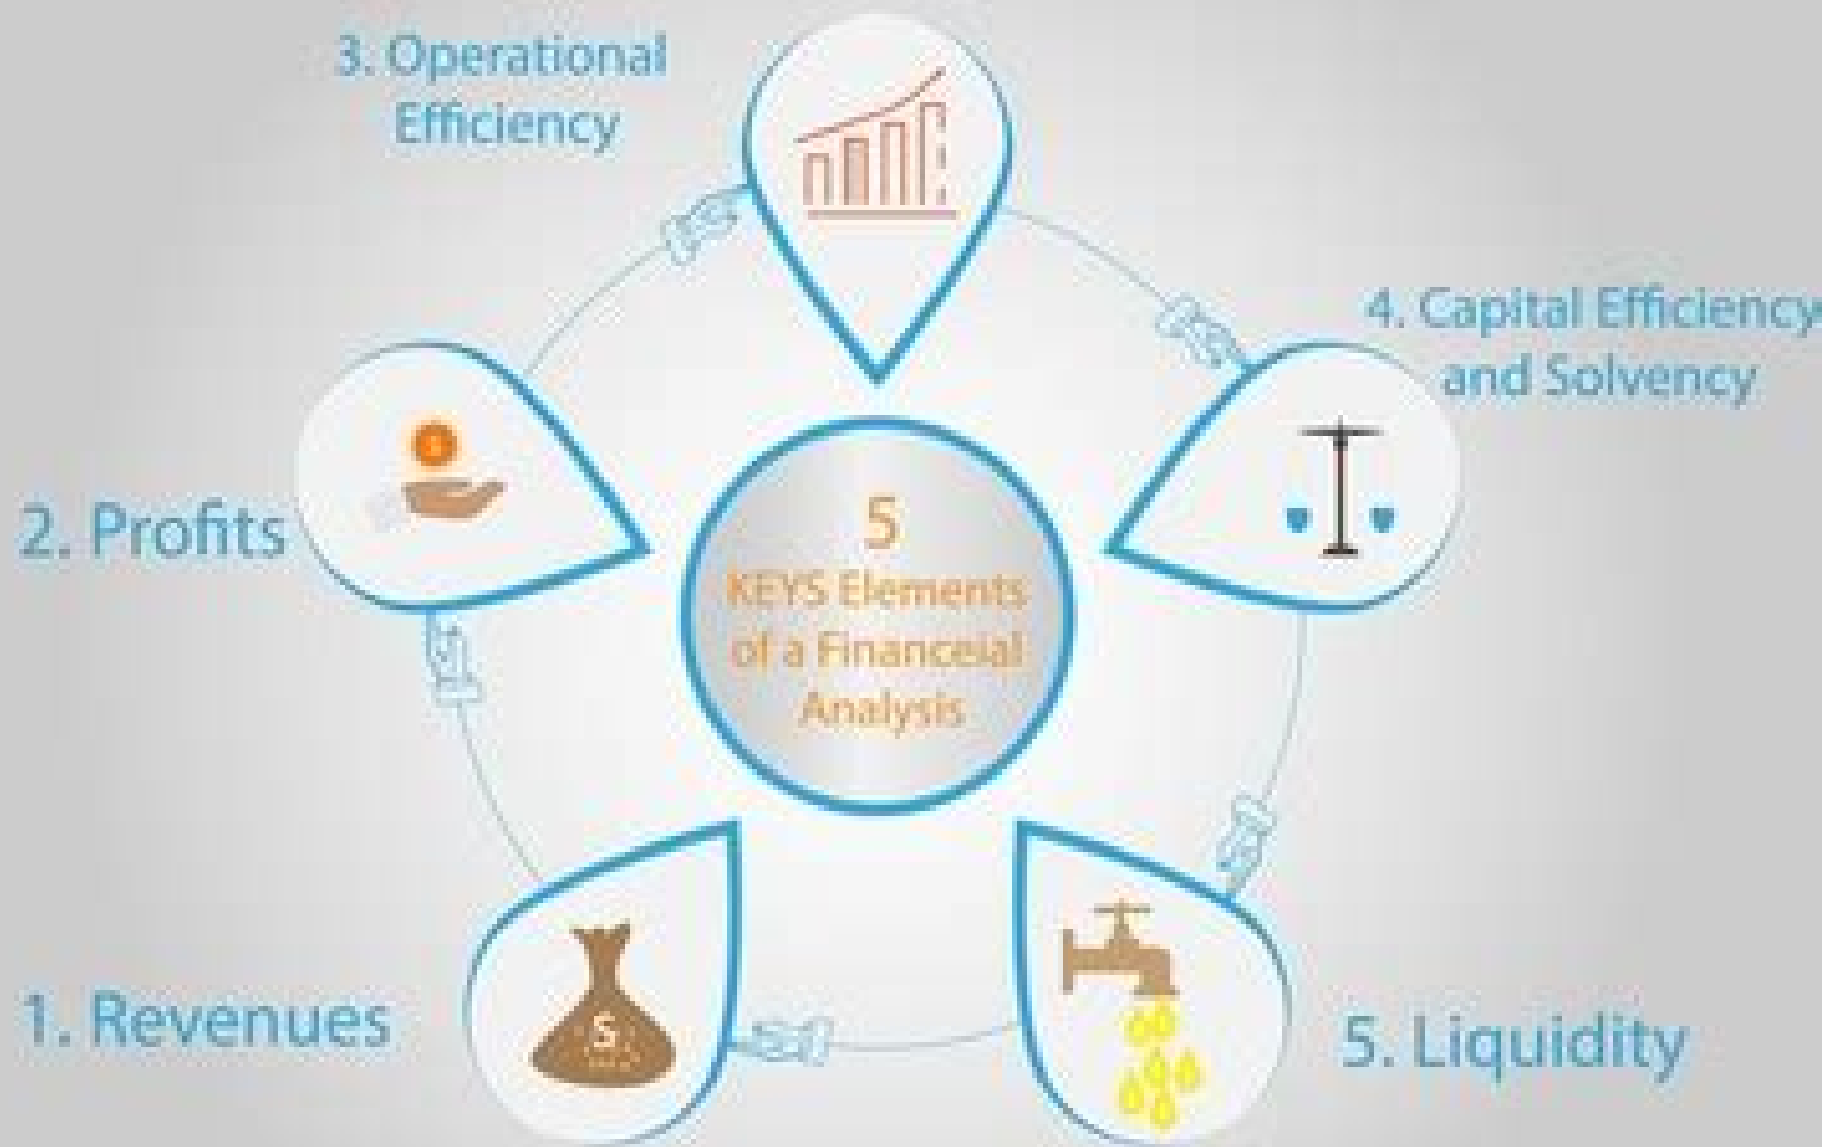 3. Operational
Efficiency
4. Capital Efficiency
and Solvency
2. Profits
5
KEYS Elements
of a Financeial
Analysis
1. Revenues
5. Liquidity